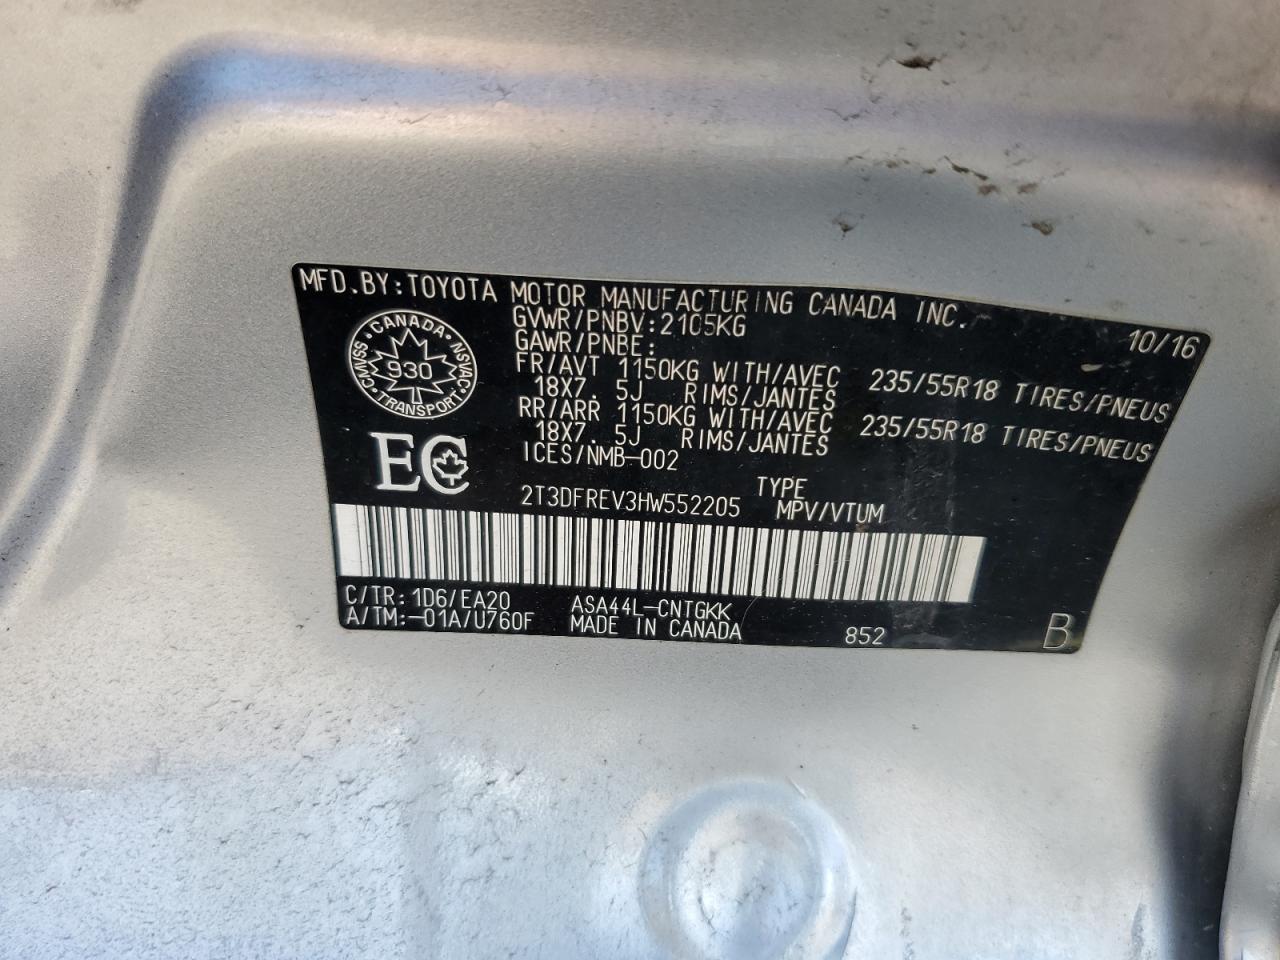 MFD.BY:TOYOTA MOTOR MANUFACTURING CANADA INC. 10/16
CANADA
CMVSS 930 NSVAC
TRANSPORT
GVWR/PNBV:2105KG
GAWR/PNBE:
FR/AVT 1150KG WITH/AVEC 235/55R18 TIRES/PNEUS
18X7. 5J RIMS/JANTES
RR/ARR 1150KG WITH/AVEC 235/55R18 TIRES/PNEUS
18X7. 5J RIMS/JANTES
ICES/NMB-002
EC
2T3DFREV3HW552205 TYPE
MPV/VTUM
C/TR:1D6/EA20 ASA44L-CNTGKK
A/TM:-01A/U760F MADE IN CANADA 852 B